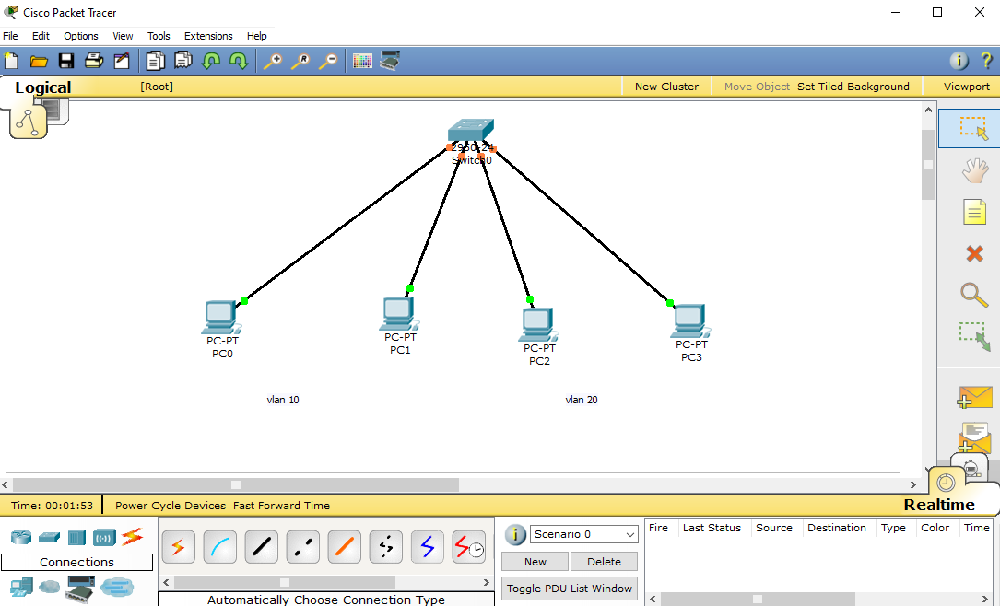 Cisco Packet Tracer
File Edit Options View Tools Extensions Help
Logical [Root] New Cluster Move Object Set Tiled Background Viewport
2950-24
Switch0
PC-PT
PC0
PC-PT
PC1
PC-PT
PC2
PC-PT
PC3
vlan 10
vlan 20
Time: 00:01:53 Power Cycle Devices Fast Forward Time Realtime
Connections
Automatically Choose Connection Type
Scenario 0
New Delete
Toggle PDU List Window
Fire Last Status Source Destination Type Color Time